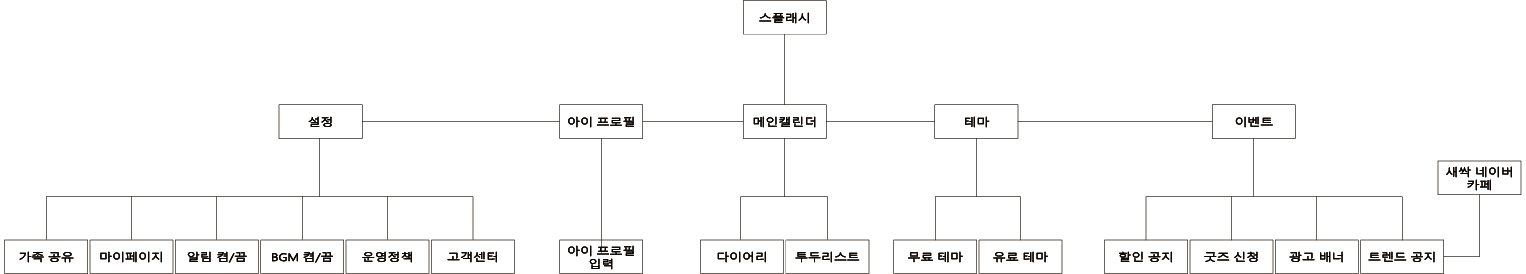 스플래시
설정
아이 프로필
메인캘린더
테마
이벤트
새싹 네이버
카페
가족 공유
마이페이지
알림 켬/끔
BGM 켬/끔
운영정책
고객센터
아이 프로필
입력
다이어리
투두리스트
무료 테마
유료 테마
할인 공지
굿즈 신청
광고 배너
트렌드 공지